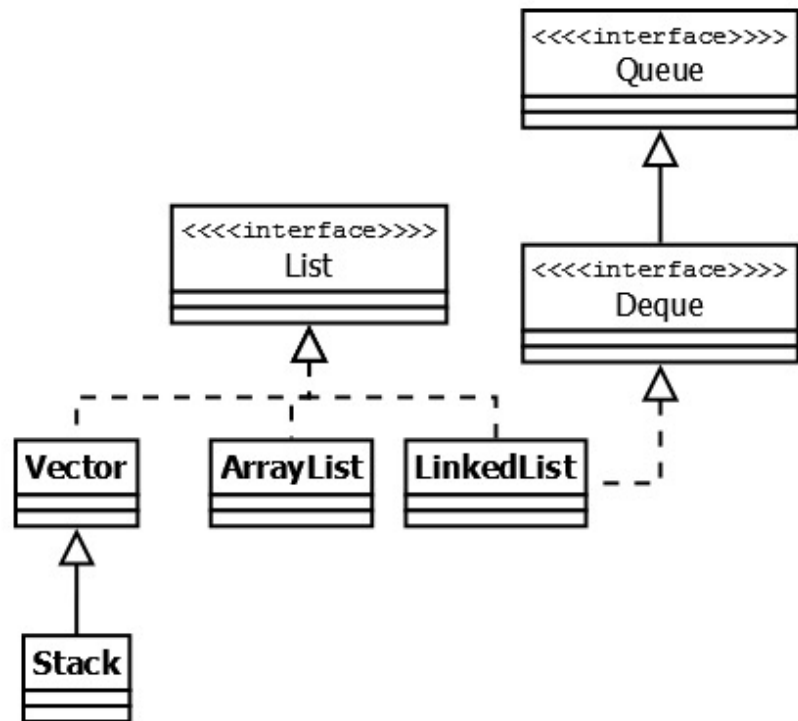 <<<<interface>>>>
Queue
<<<<interface>>>>
List
<<<<interface>>>>
Deque
Vector
ArrayList
LinkedList
Stack